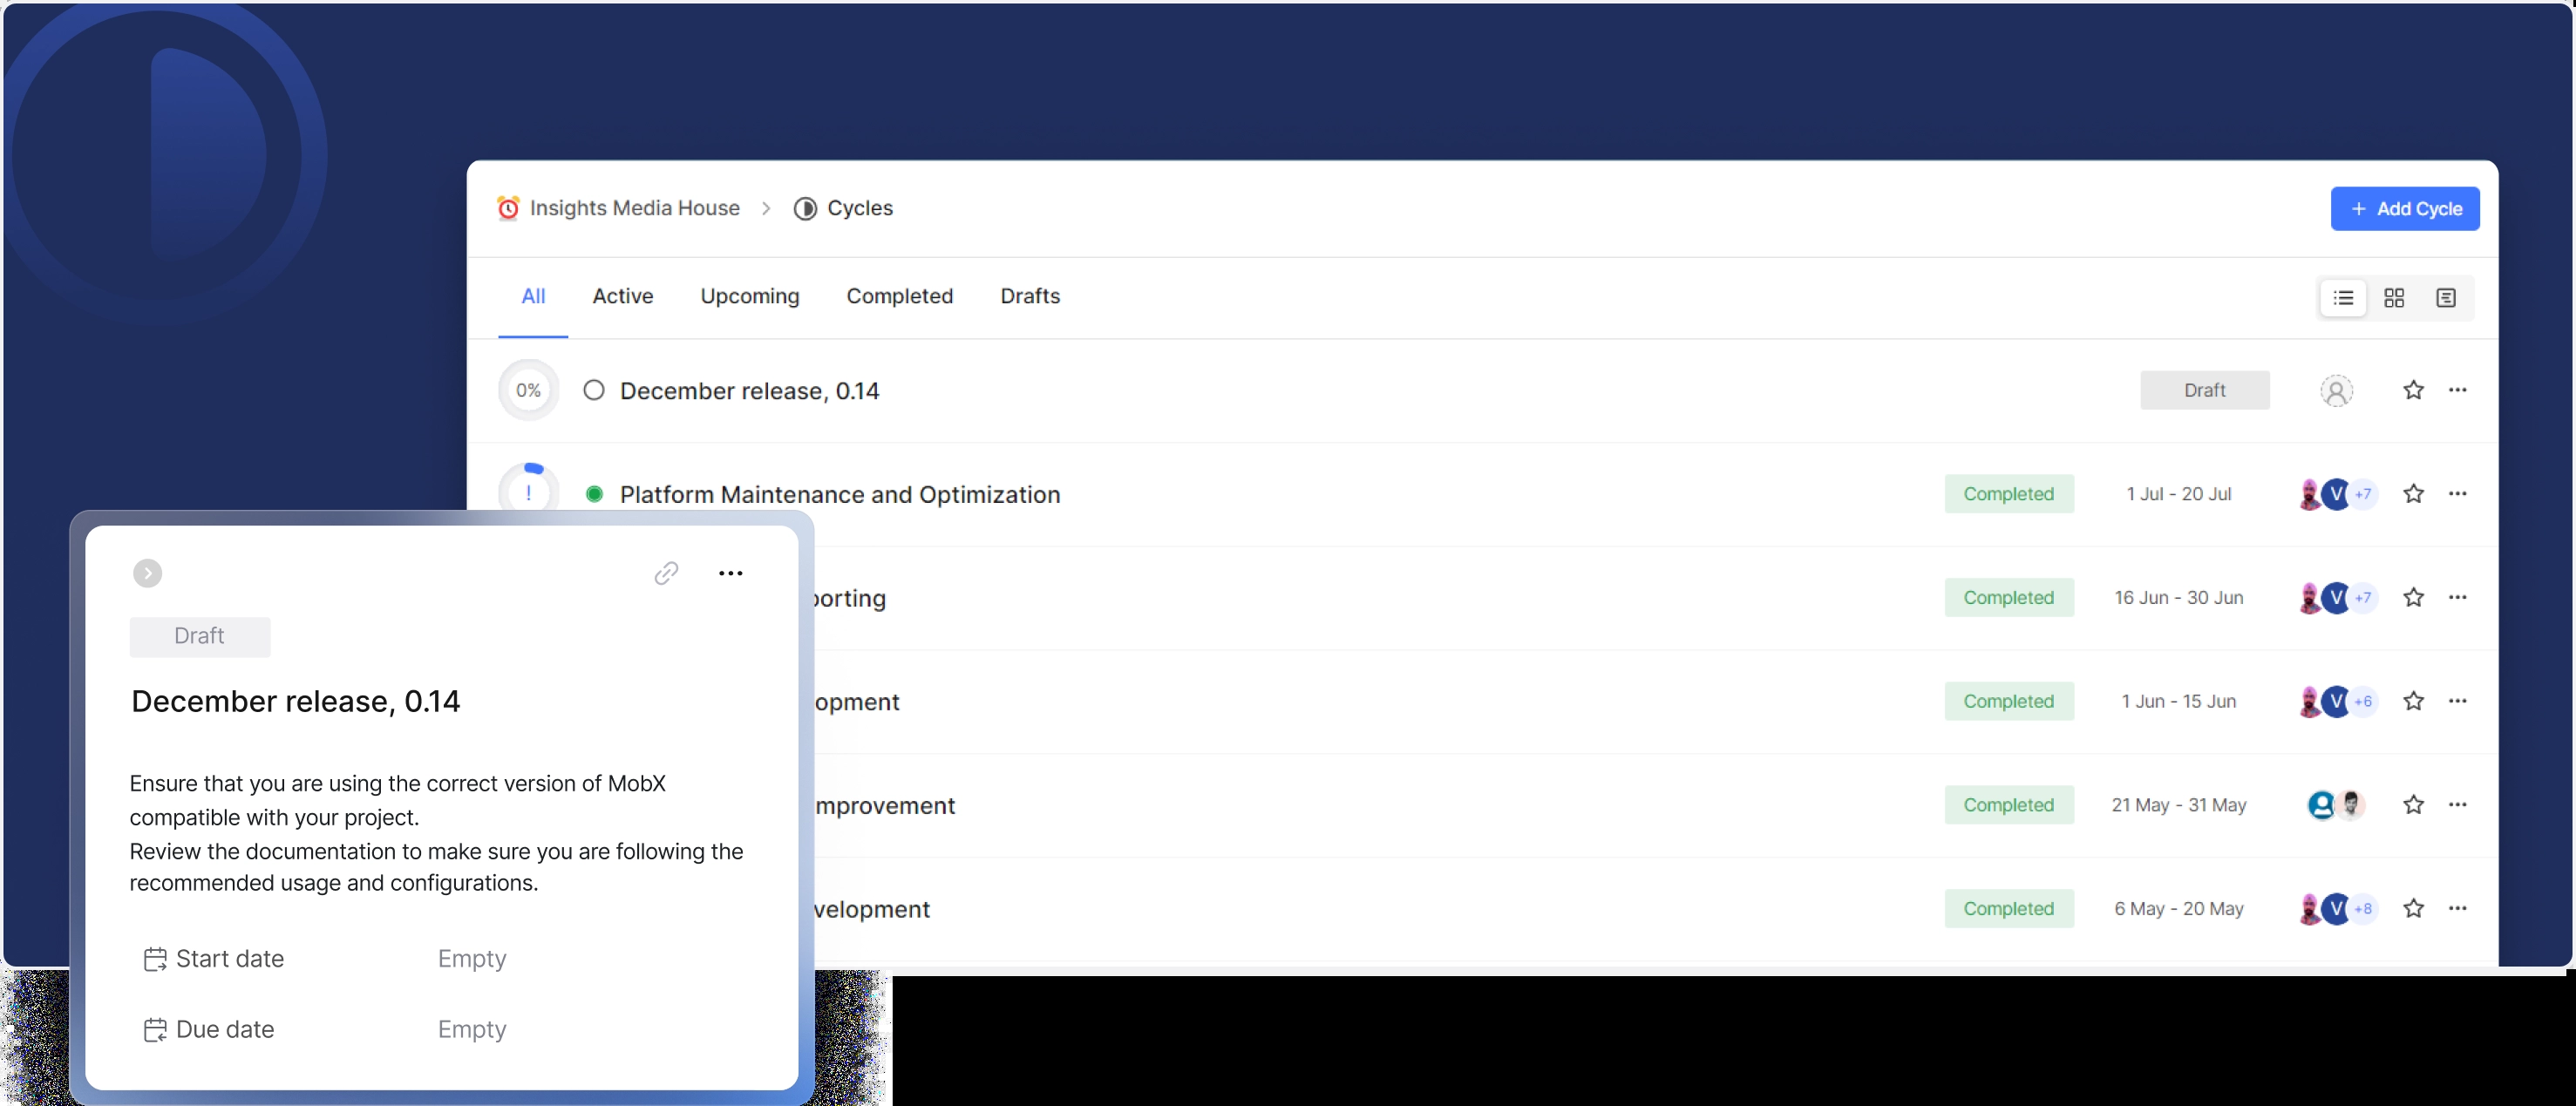 Insights Media House > Cycles
+ Add Cycle
All Active Upcoming Completed Drafts
0% December release, 0.14 Draft
! Platform Maintenance and Optimization Completed 1 Jul - 20 Jul V +7
Completed 16 Jun - 30 Jun V +7
Completed 1 Jun - 15 Jun V +6
Completed 21 May - 31 May
Completed 6 May - 20 May V +8
Draft
December release, 0.14
Ensure that you are using the correct version of MobX
compatible with your project.
Review the documentation to make sure you are following the
recommended usage and configurations.
Start date Empty
Due date Empty